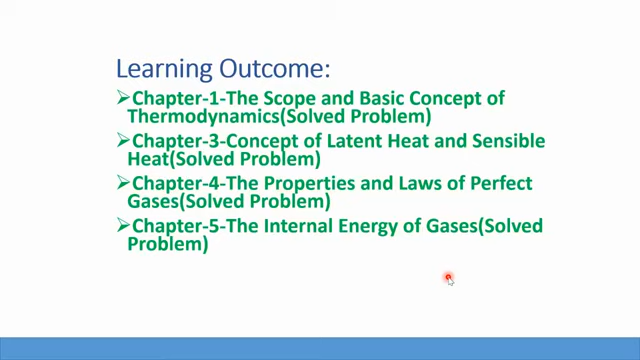 Learning Outcome:
➢Chapter-1-The Scope and Basic Concept of
Thermodynamics(Solved Problem)
➢Chapter-3-Concept of Latent Heat and Sensible
Heat(Solved Problem)
➢Chapter-4-The Properties and Laws of Perfect
Gases(Solved Problem)
➢Chapter-5-The Internal Energy of Gases(Solved
Problem)